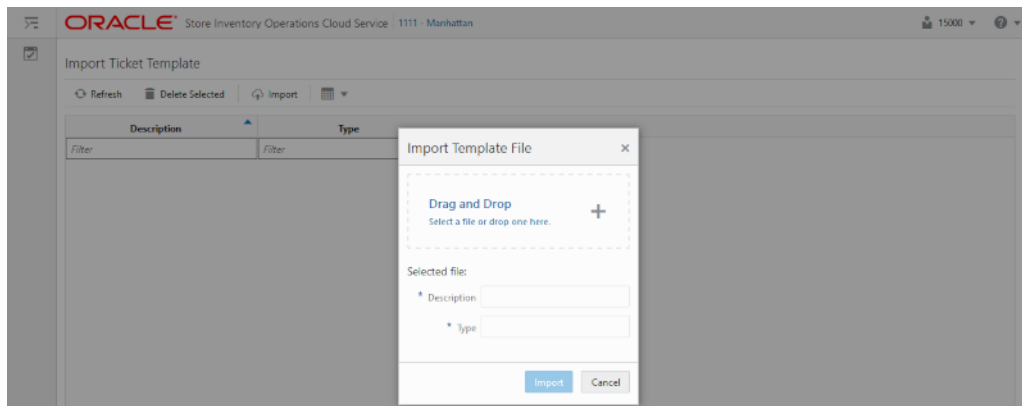 ORACLE® Store Inventory Operations Cloud Service 1111 - Manhattan 15000
Import Ticket Template
Refresh Delete Selected Import
Description Type
Filter Filter
Import Template File
Drag and Drop
Select a file or drop one here.
Selected file:
* Description
* Type
Import Cancel